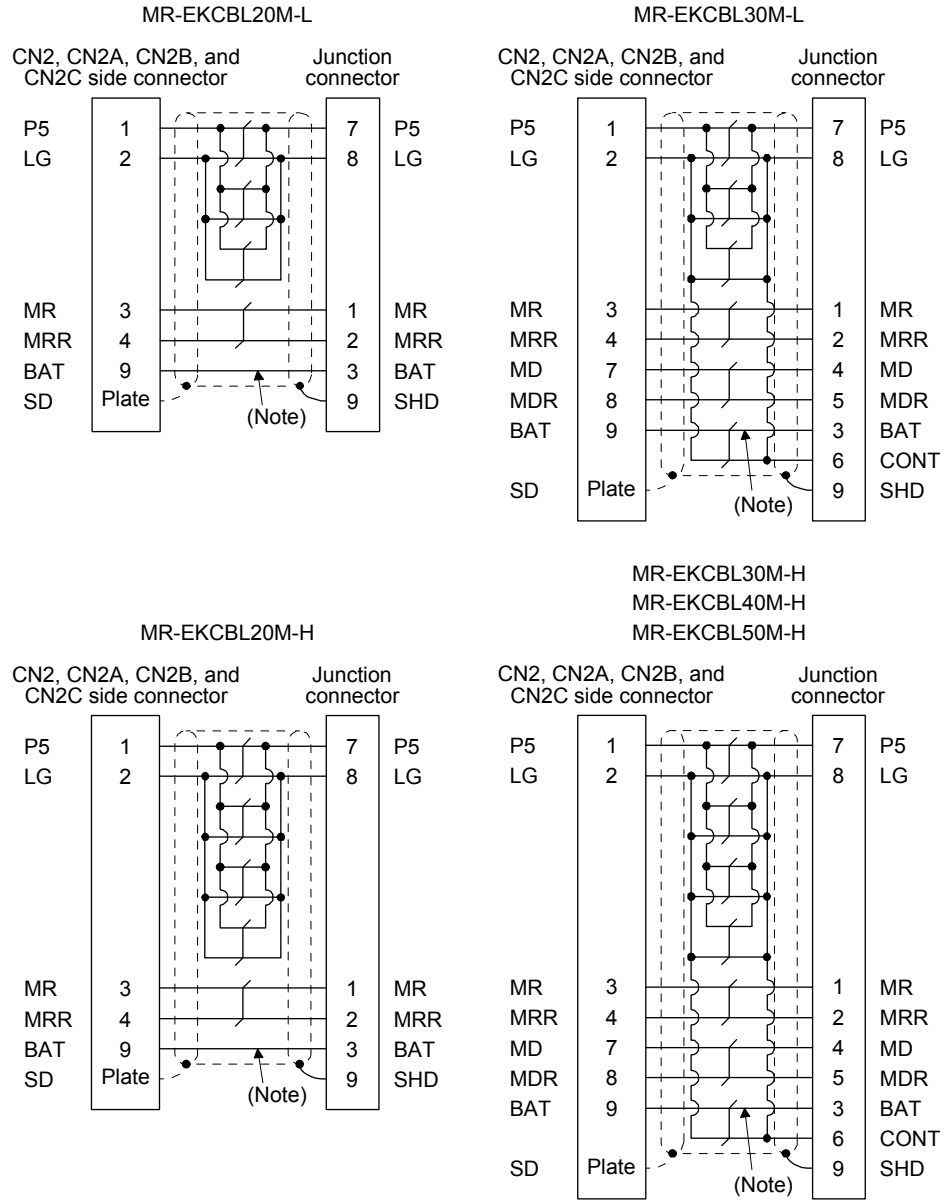 MR-EKCBL20M-L
CN2, CN2A, CN2B, and Junction
CN2C side connector connector
P5 1 7 P5
LG 2 8 LG
MR 3 1 MR
MRR 4 2 MRR
BAT 9 3 BAT
SD Plate 9 SHD
(Note)
MR-EKCBL30M-L
CN2, CN2A, CN2B, and Junction
CN2C side connector connector
P5 1 7 P5
LG 2 8 LG
MR 3 1 MR
MRR 4 2 MRR
MD 7 4 MD
MDR 8 5 MDR
BAT 9 3 BAT
6 CONT
SD Plate 9 SHD
(Note)
MR-EKCBL20M-H
CN2, CN2A, CN2B, and Junction
CN2C side connector connector
P5 1 7 P5
LG 2 8 LG
MR 3 1 MR
MRR 4 2 MRR
BAT 9 3 BAT
SD Plate 9 SHD
(Note)
MR-EKCBL30M-H
MR-EKCBL40M-H
MR-EKCBL50M-H
CN2, CN2A, CN2B, and Junction
CN2C side connector connector
P5 1 7 P5
LG 2 8 LG
MR 3 1 MR
MRR 4 2 MRR
MD 7 4 MD
MDR 8 5 MDR
BAT 9 3 BAT
6 CONT
SD Plate 9 SHD
(Note)